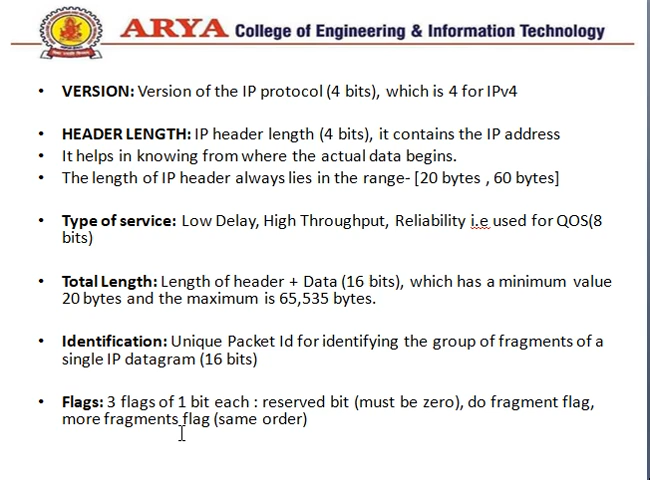 ARYA College of Engineering & Information Technology
• VERSION: Version of the IP protocol (4 bits), which is 4 for IPv4
• HEADER LENGTH: IP header length (4 bits), it contains the IP address
• It helps in knowing from where the actual data begins.
• The length of IP header always lies in the range- [20 bytes , 60 bytes]
• Type of service: Low Delay, High Throughput, Reliability i.e used for QOS(8
bits)
• Total Length: Length of header + Data (16 bits), which has a minimum value
20 bytes and the maximum is 65,535 bytes.
• Identification: Unique Packet Id for identifying the group of fragments of a
single IP datagram (16 bits)
• Flags: 3 flags of 1 bit each : reserved bit (must be zero), do fragment flag,
more fragments flag (same order)